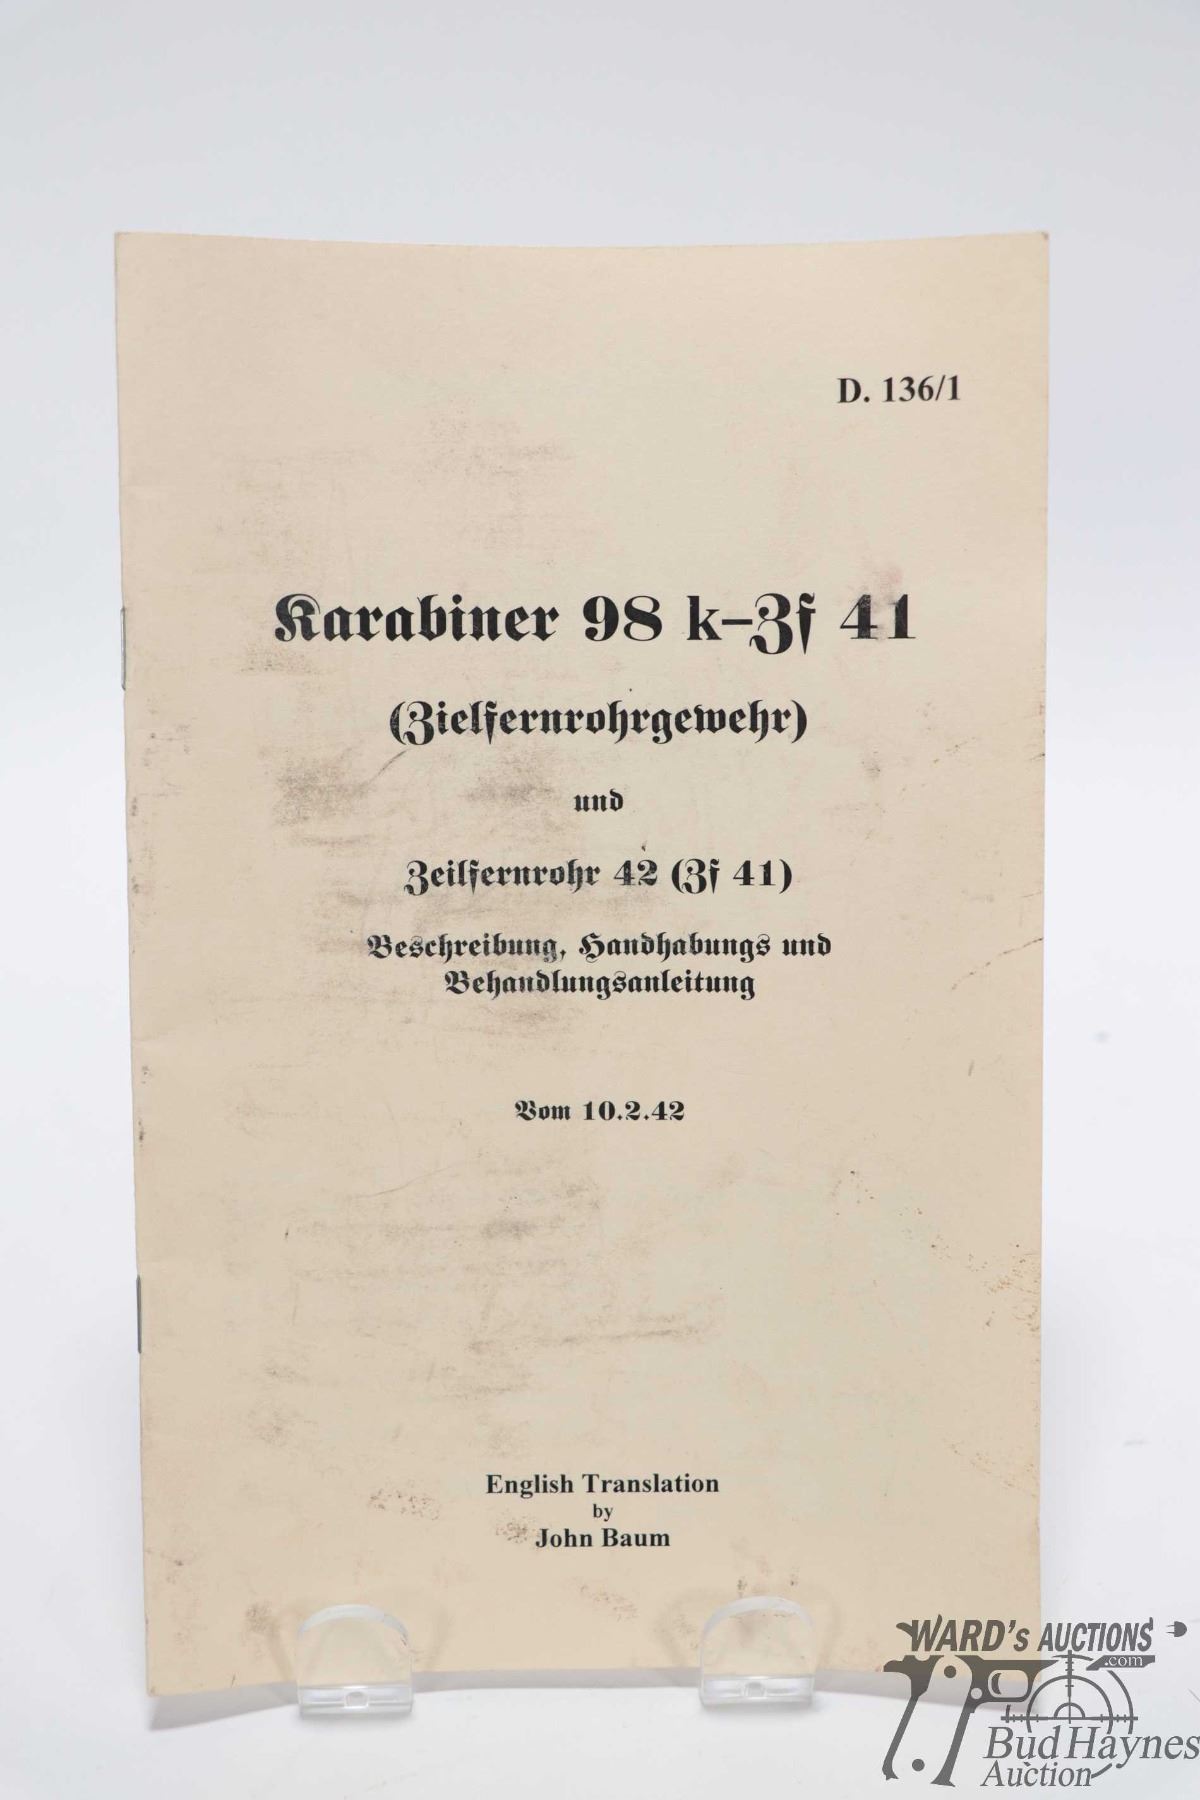 D. 136/1
Karabiner 98 k–Zf 41
(Zielfernrohrgewehr)
und
Zeilfernrohr 42 (Zf 41)
Beschreibung, Handhabungs und
Behandlungsanleitung
Vom 10.2.42
English Translation
by
John Baum
WARD's AUCTIONS
.com
Bud Haynes
Auction